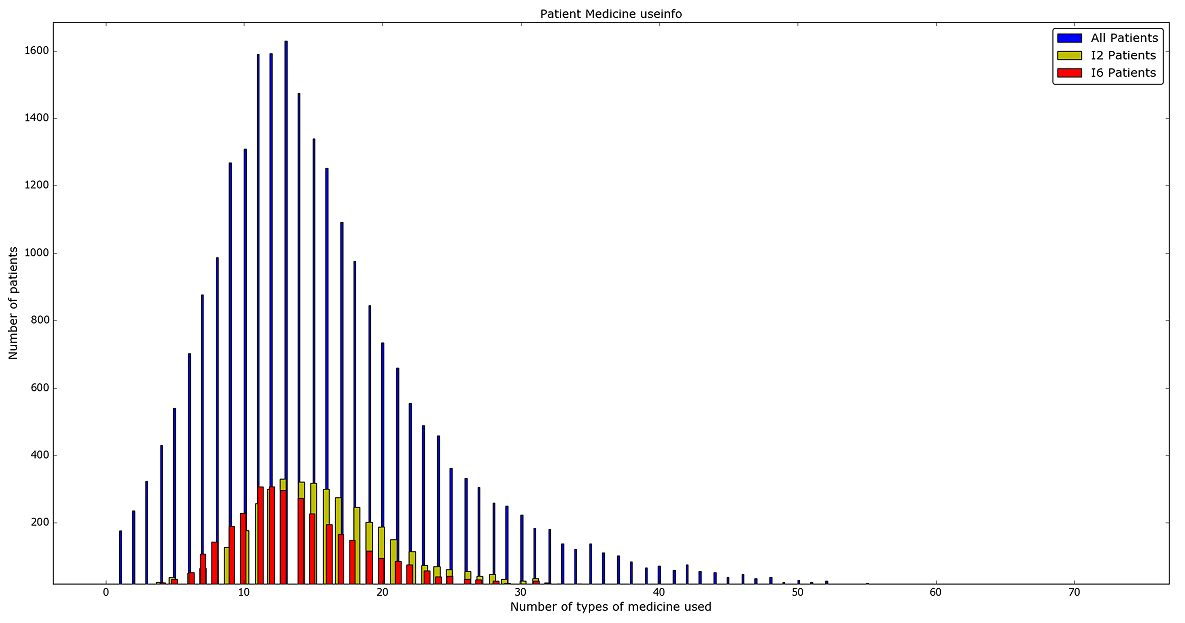 Patient Medicine useinfo
All Patients
I2 Patients
I6 Patients
Number of patients
1600
1400
1200
1000
800
600
400
200
0 10 20 30 40 50 60 70
Number of types of medicine used